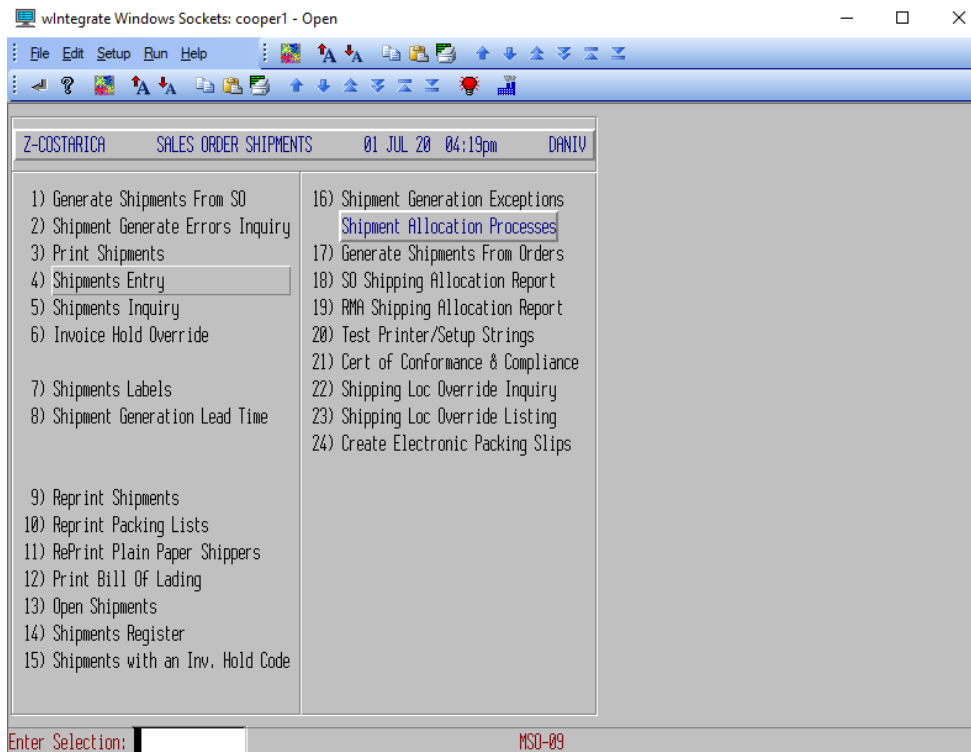 wIntegrate Windows Sockets: cooper1 - Open
File Edit Setup Run Help
Z-COSTARICA SALES ORDER SHIPMENTS 01 JUL 20 04:19pm DANIV
1) Generate Shipments From SO
2) Shipment Generate Errors Inquiry
3) Print Shipments
4) Shipments Entry
5) Shipments Inquiry
6) Invoice Hold Override
7) Shipments Labels
8) Shipment Generation Lead Time
9) Reprint Shipments
10) Reprint Packing Lists
11) RePrint Plain Paper Shippers
12) Print Bill Of Lading
13) Open Shipments
14) Shipments Register
15) Shipments with an Inv. Hold Code
16) Shipment Generation Exceptions
Shipment Allocation Processes
17) Generate Shipments From Orders
18) SO Shipping Allocation Report
19) RMA Shipping Allocation Report
20) Test Printer/Setup Strings
21) Cert of Conformance & Compliance
22) Shipping Loc Override Inquiry
23) Shipping Loc Override Listing
24) Create Electronic Packing Slips
Enter Selection: MSO-09